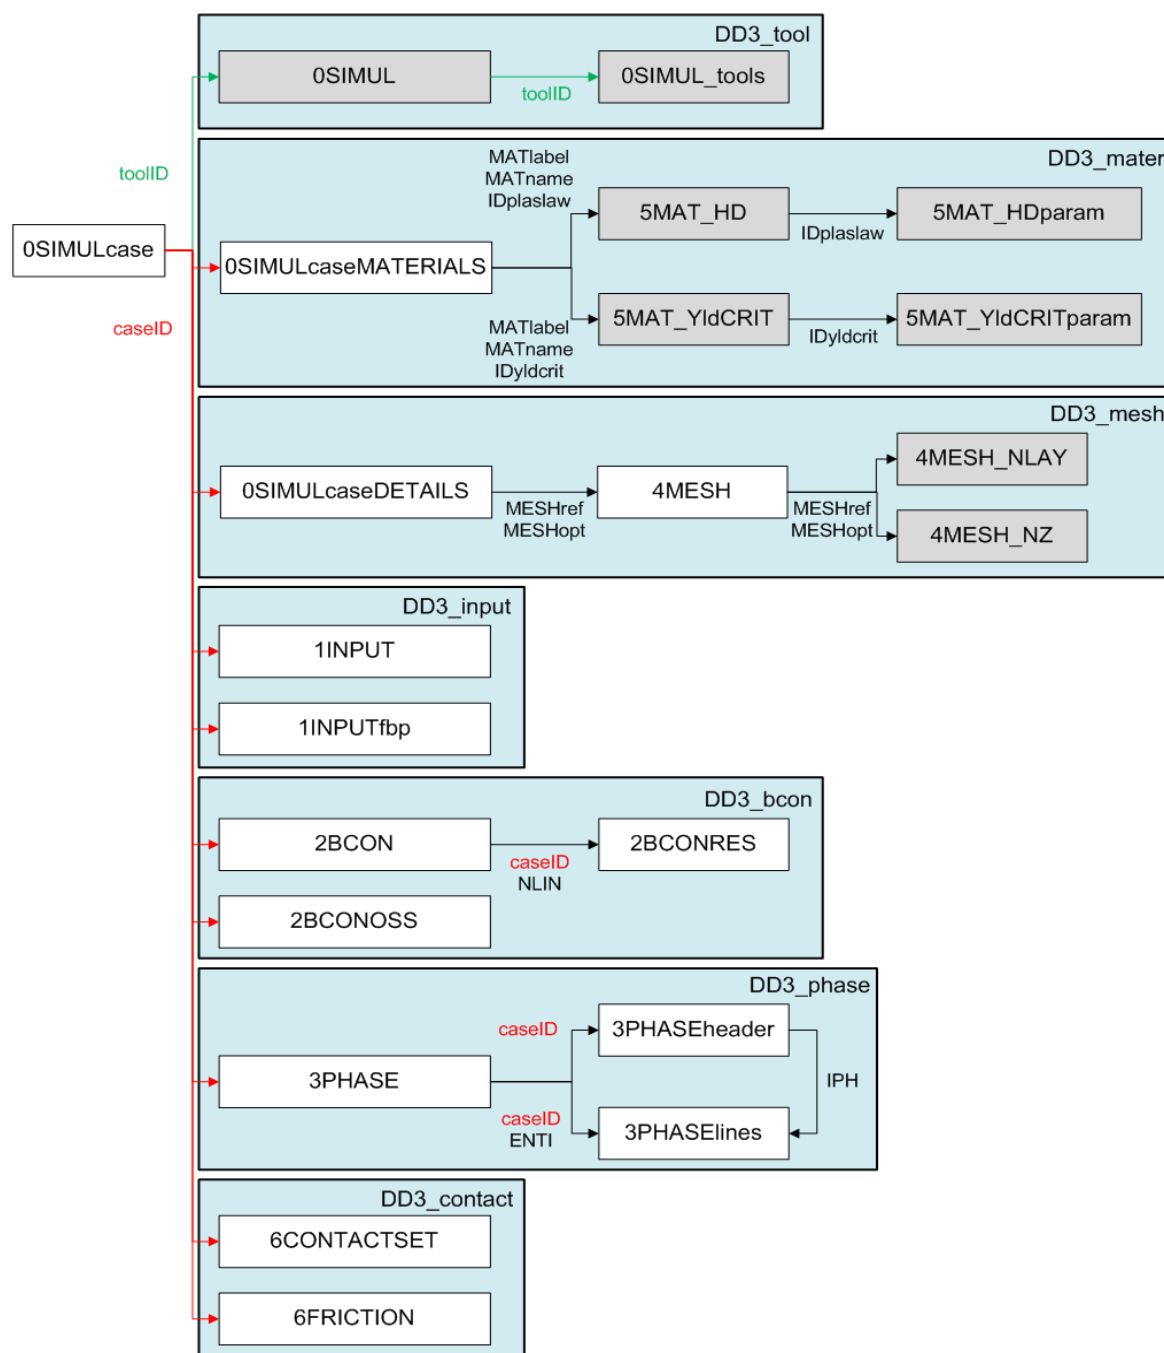 DD3_tool
0SIMUL
0SIMUL_tools
toolID
toolID
DD3_mater
MATlabel
MATname
IDplaslaw
5MAT_HD
5MAT_HDparam
IDplaslaw
0SIMULcase
0SIMULcaseMATERIALS
caseID
5MAT_YldCRIT
5MAT_YldCRITparam
MATlabel
MATname
IDyldcrit
IDyldcrit
DD3_mesh
0SIMULcaseDETAILS
4MESH
4MESH_NLAY
MESHref
MESHopt
MESHref
MESHopt
4MESH_NZ
DD3_input
1INPUT
1INPUTfbp
DD3_bcon
2BCON
2BCONRES
caseID
NLIN
2BCONOSS
DD3_phase
caseID
3PHASEheader
3PHASE
IPH
caseID
ENTI
3PHASElines
DD3_contact
6CONTACTSET
6FRICTION